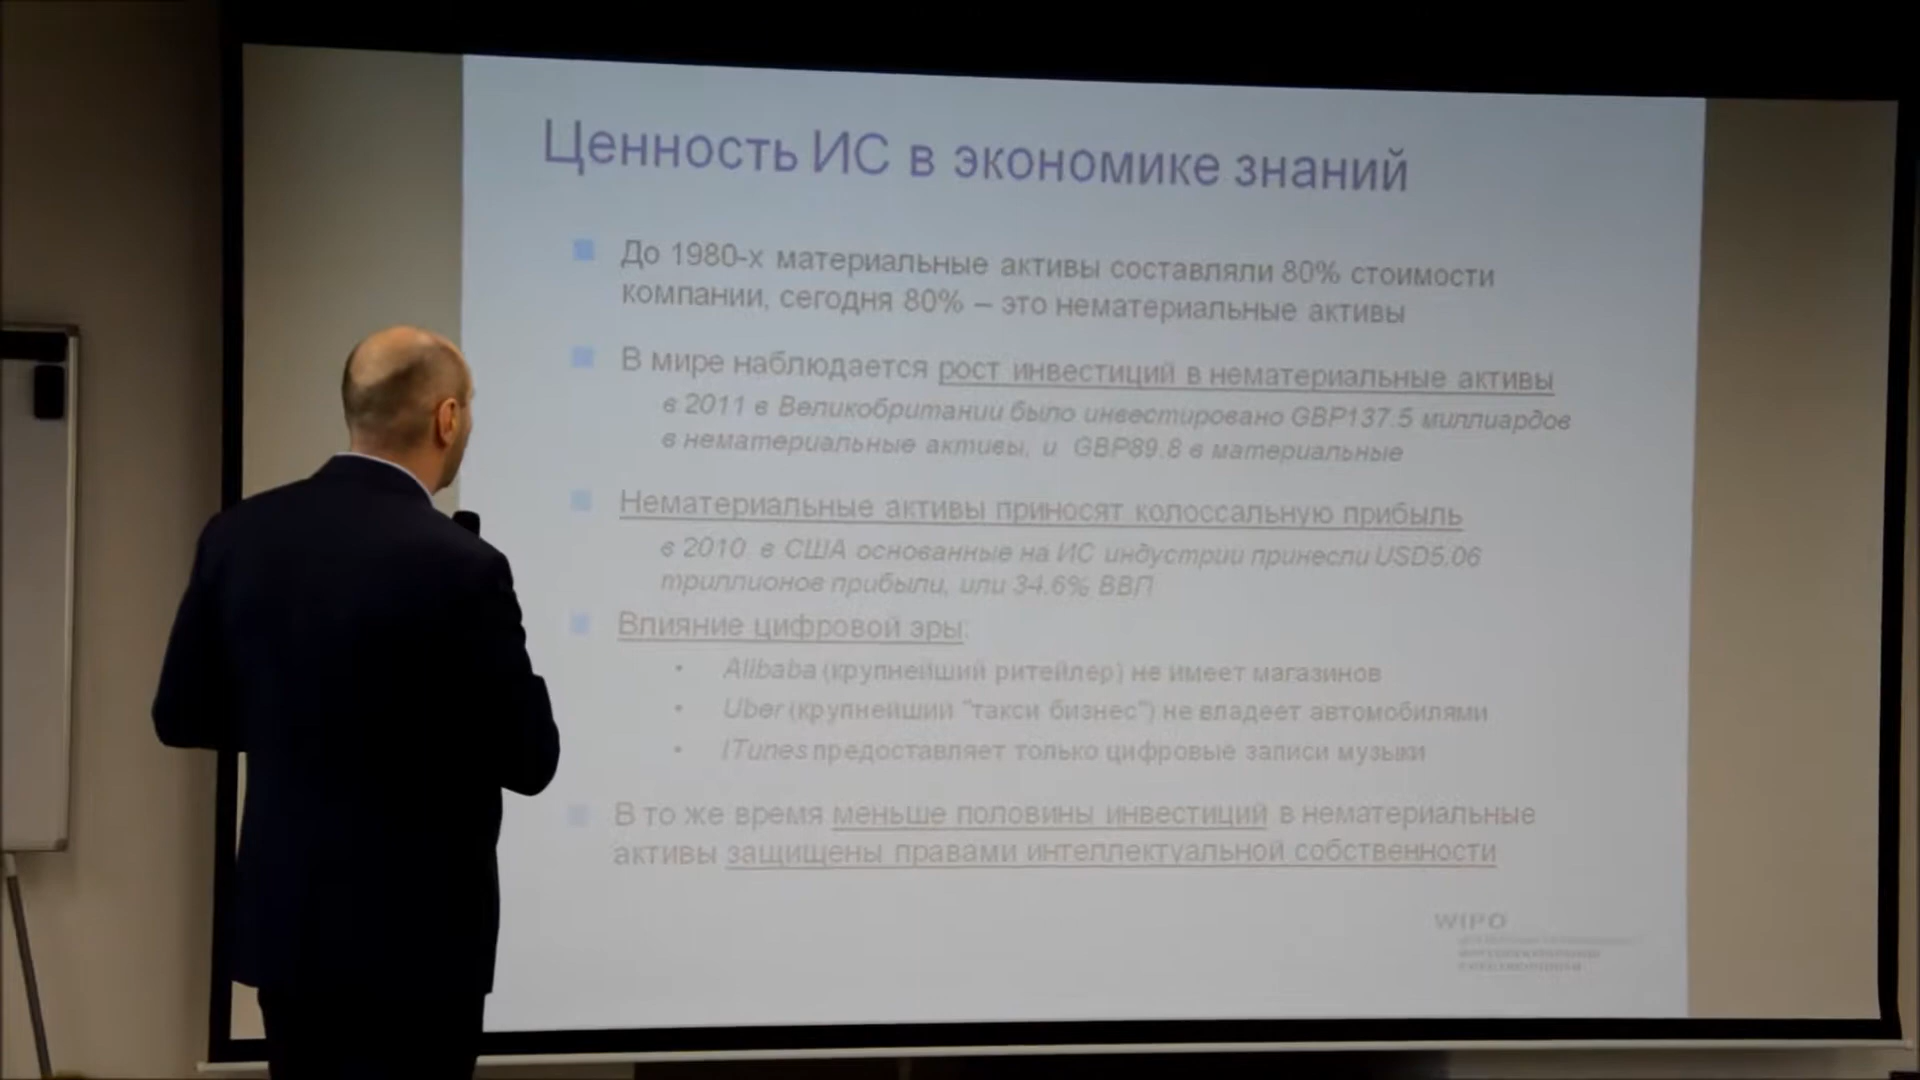 Ценность ИС в экономике знаний
До 1980-х материальные активы составляли 80% стоимости
компании, сегодня 80% – это нематериальные активы
В мире наблюдается рост инвестиций в нематериальные активы
в 2011 в Великобритании было инвестировано GBP137.5 миллиардов
в нематериальные активы, и GBP89.8 в материальные
Нематериальные активы приносят колоссальную прибыль
в 2010 в США основанные на ИС индустрии принесли USD5.06
триллионов прибыли, или 34.6% ВВП
Влияние цифровой эры:
• Alibaba (крупнейший ритейлер) не имеет магазинов
• Uber (крупнейший "такси бизнес") не владеет автомобилями
• ITunes предоставляет только цифровые записи музыки
В то же время меньше половины инвестиций в нематериальные
активы защищены правами интеллектуальной собственности
WIPO